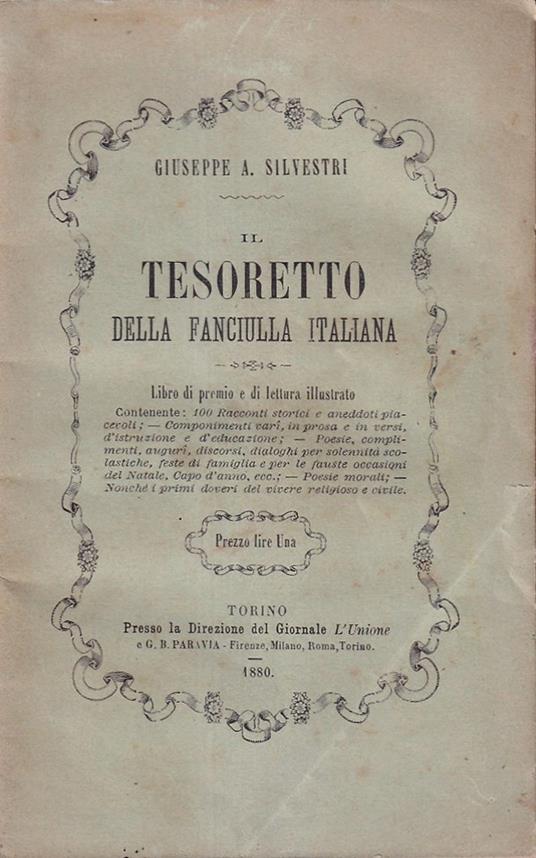 GIUSEPPE A. SILVESTRI
IL
TESORETTO
DELLA FANCIULLA ITALIANA
Libro di premio e di lettura illustrato
Contenente: 100 Racconti storici e aneddoti pia-
cevoli; — Componimenti varî, in prosa e in versi,
d'istruzione e d'educazione; — Poesie, compli-
menti, augurî, discorsi, dialoghi per solennità sco-
lastiche, feste di famiglia e per le fauste occasioni
del Natale, Capo d'anno, ecc.; — Poesie morali; —
Nonchè i primi doveri del vivere religioso e civile.
Prezzo lire Una
TORINO
Presso la Direzione del Giornale L'Unione
e G. B. PARAVIA - Firenze, Milano, Roma, Torino.
1880.